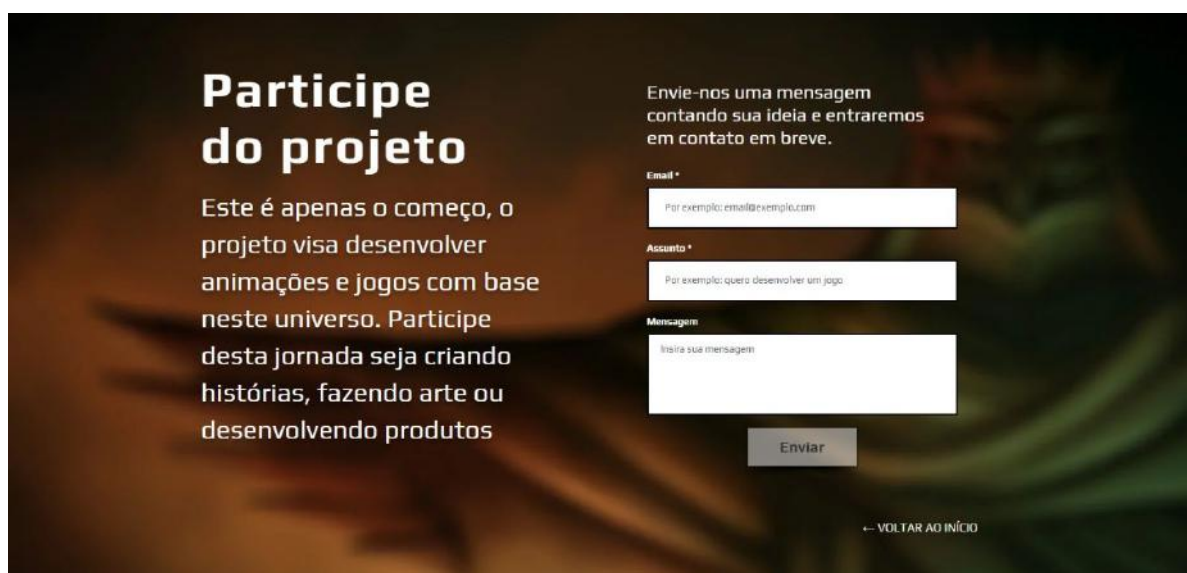 Participe
do projeto
Este é apenas o começo, o
projeto visa desenvolver
animações e jogos com base
neste universo. Participe
desta jornada seja criando
histórias, fazendo arte ou
desenvolvendo produtos
Envie-nos uma mensagem
contando sua ideia e entraremos
em contato em breve.
Email *
Por exemplo: email@exemplo.com
Assunto *
Por exemplo: quero desenvolver um jogo
Mensagem
Insira sua mensagem
Enviar
← VOLTAR AO INÍCIO